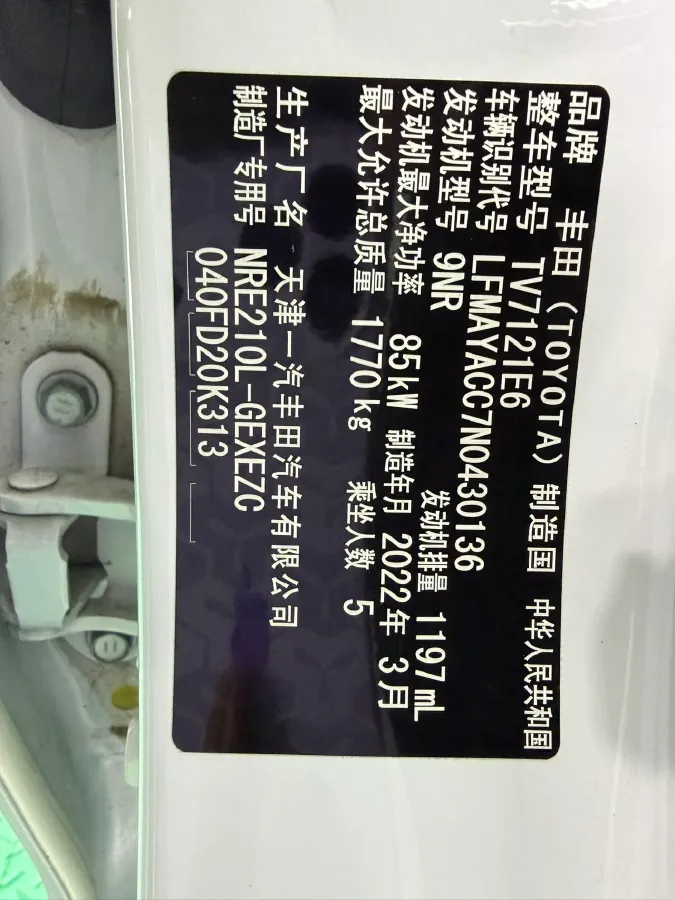 品牌 丰田（TOYOTA）制造国 中华人民共和国
整车型号 TV7121E6
车辆识别代号 LFMAYACC7N0430136
发动机型号 9NR 发动机排量 1197 mL
发动机最大净功率 85kW 制造年月 2022年 3月
最大允许总质量 1770kg 乘坐人数 5
生产厂名 天津一汽丰田汽车有限公司
制造厂专用号 NRE210L-GEXEZC
040FD20K313